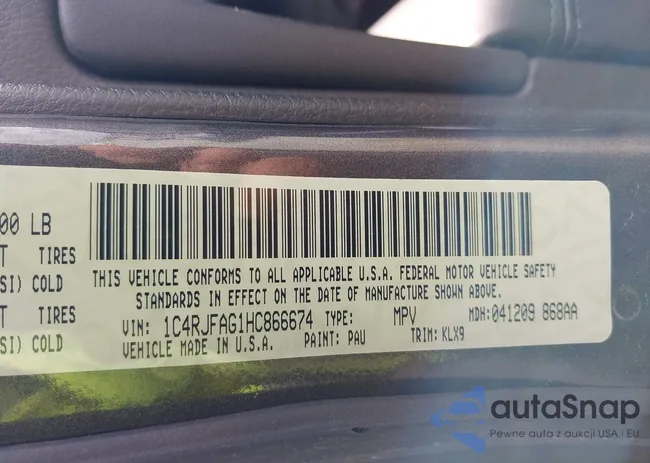 00 LB
T TIRES
SI) COLD
T TIRES
SI) COLD
THIS VEHICLE CONFORMS TO ALL APPLICABLE U.S.A. FEDERAL MOTOR VEHICLE SAFETY
STANDARDS IN EFFECT ON THE DATE OF MANUFACTURE SHOWN ABOVE.
VIN: 1C4RJFAG1HC866674 TYPE: MPV MDH: 041209 868AA
VEHICLE MADE IN U.S.A. PAINT: PAU TRIM: KLX9
autaSnap
Pewne auta z aukcji USA i EU